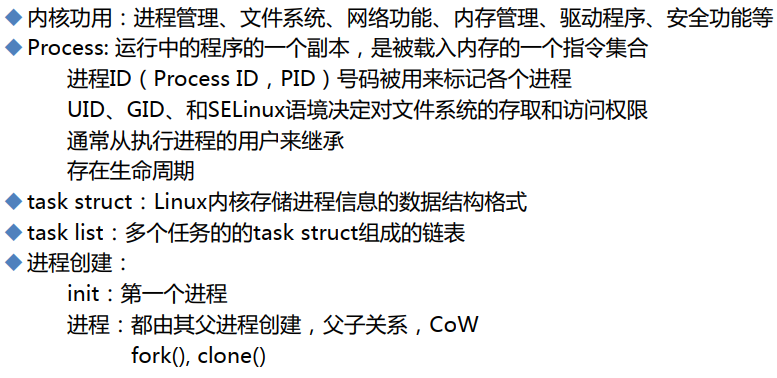 ◆ 内核功用：进程管理、文件系统、网络功能、内存管理、驱动程序、安全功能等
◆ Process: 运行中的程序的一个副本，是被载入内存的一个指令集合
进程ID（Process ID，PID）号码被用来标记各个进程
UID、GID、和SELinux语境决定对文件系统的存取和访问权限
通常从执行进程的用户来继承
存在生命周期
◆ task struct：Linux内核存储进程信息的数据结构格式
◆ task list：多个任务的的task struct组成的链表
◆ 进程创建：
init：第一个进程
进程：都由其父进程创建，父子关系，CoW
fork(), clone()